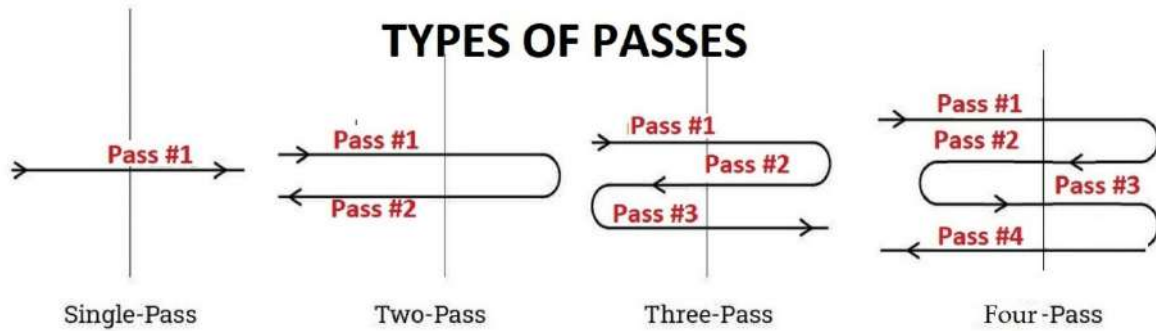 TYPES OF PASSES
Pass #1
Single-Pass
Pass #1
Pass #2
Two-Pass
Pass #1
Pass #2
Pass #3
Three-Pass
Pass #1
Pass #2
Pass #3
Pass #4
Four-Pass